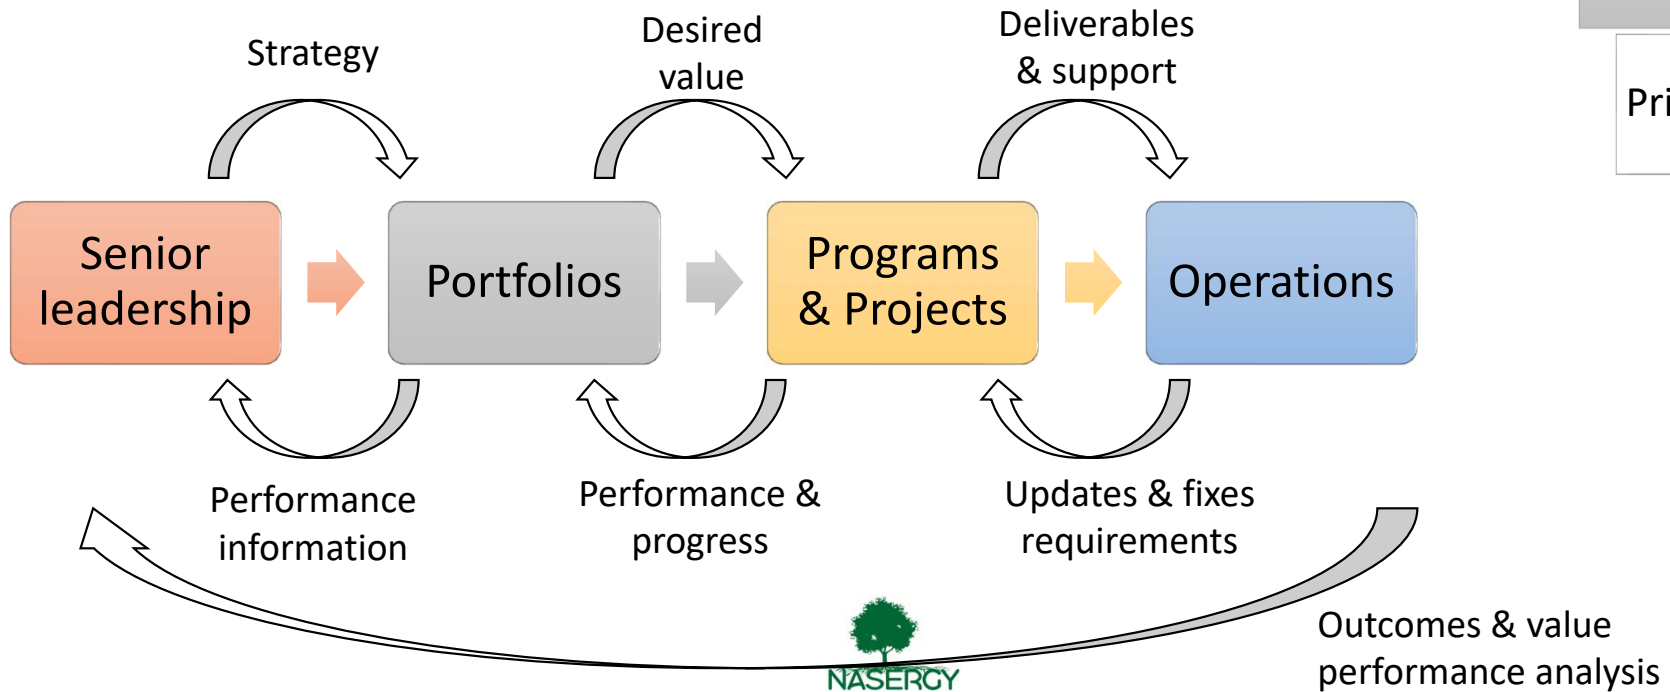 Strategy
Desired
value
Deliverables
& support
Pri
Senior
leadership
Portfolios
Programs
& Projects
Operations
Performance
information
Performance &
progress
Updates & fixes
requirements
Outcomes & value
performance analysis
NASERGY